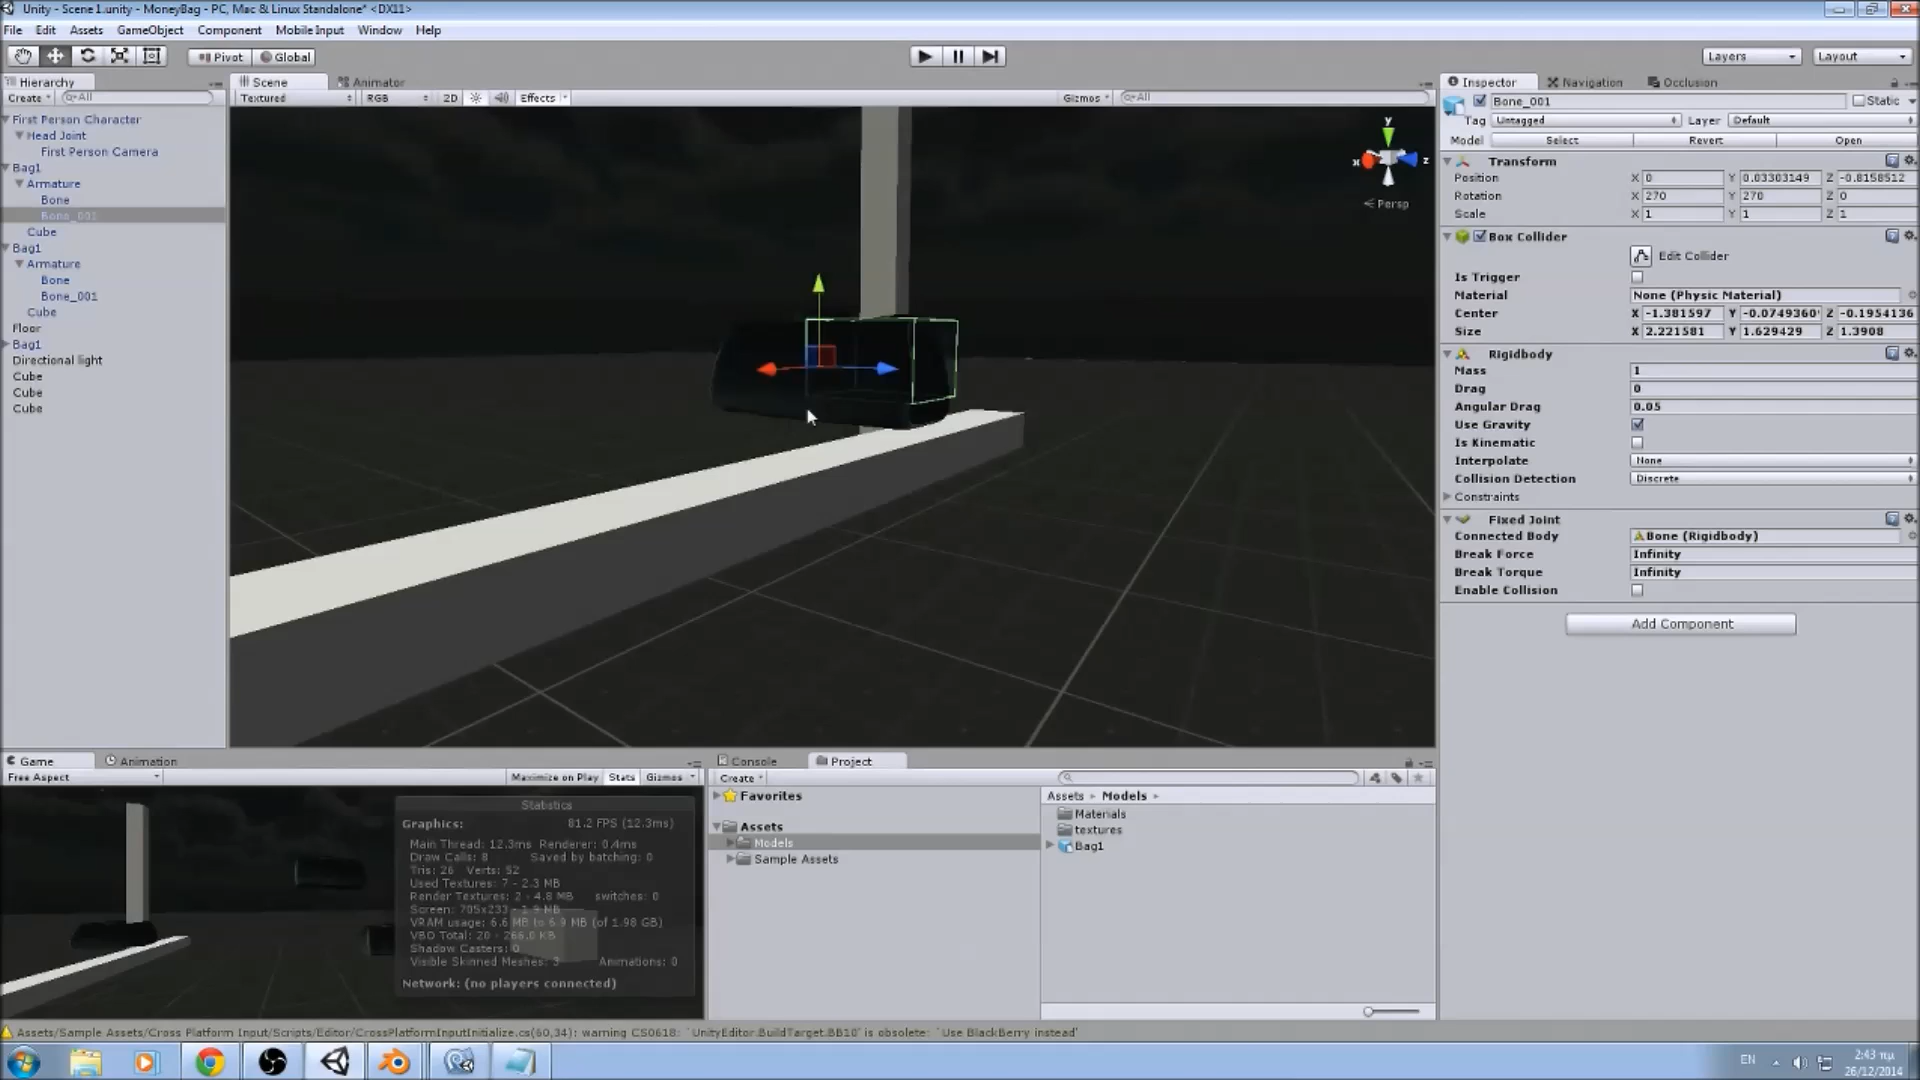 Unity - Scene1.unity - MoneyBag - PC, Mac & Linux Standalone* <DX11>
File Edit Assets GameObject Component Mobile Input Window Help
Pivot Global Layers Layout
Hierarchy
Create All
First Person Character
Head Joint
First Person Camera
Bag1
Armature
Bone
Bone_001
Cube
Bag1
Armature
Bone
Bone_001
Cube
Floor
Bag1
Directional light
Cube
Cube
Cube
Scene Animator
Textured RGB 2D Effects Gizmos All
y
x z
Persp
Inspector Navigation Occlusion
Bone_001 Static
Tag Untagged Layer Default
Model Select Revert Open
Transform
Position X 0 Y 0.03303149 Z -0.8158512
Rotation X 270 Y 270 Z 0
Scale X 1 Y 1 Z 1
Box Collider
Edit Collider
Is Trigger
Material None (Physic Material)
Center X -1.381597 Y -0.0749360 Z -0.1954136
Size X 2.221581 Y 1.629429 Z 1.3908
Rigidbody
Mass 1
Drag 0
Angular Drag 0.05
Use Gravity
Is Kinematic
Interpolate None
Collision Detection Discrete
Constraints
Fixed Joint
Connected Body Bone (Rigidbody)
Break Force Infinity
Break Torque Infinity
Enable Collision
Add Component
Game Animation
Free Aspect Maximize on Play Stats Gizmos
Statistics
Graphics: 81.2 FPS (12.3ms)
Main Thread: 12.3ms Renderer: 0.4ms
Draw Calls: 8 Saved by batching: 0
Tris: 26 Verts: 52
Used Textures: 7 - 2.3 MB
Render Textures: 2 - 4.8 MB switches: 0
Screen: 705x233 - 1.9 MB
VRAM usage: 6.6 MB to 6.9 MB (of 1.98 GB)
VBO Total: 20 - 266.0 KB
Shadow Casters: 0
Visible Skinned Meshes: 3 Animations: 0
Network: (no players connected)
Console Project
Create
Favorites
Assets
Models
Sample Assets
Assets Models
Materials
textures
Bag1
Assets/Sample Assets/Cross Platform Input/Scripts/Editor/CrossPlatformInputInitialize.cs(60,34): warning CS0618: `UnityEditor.BuildTarget.BB10' is obsolete: `Use BlackBerry instead'
EN
2:43 πμ
26/12/2014